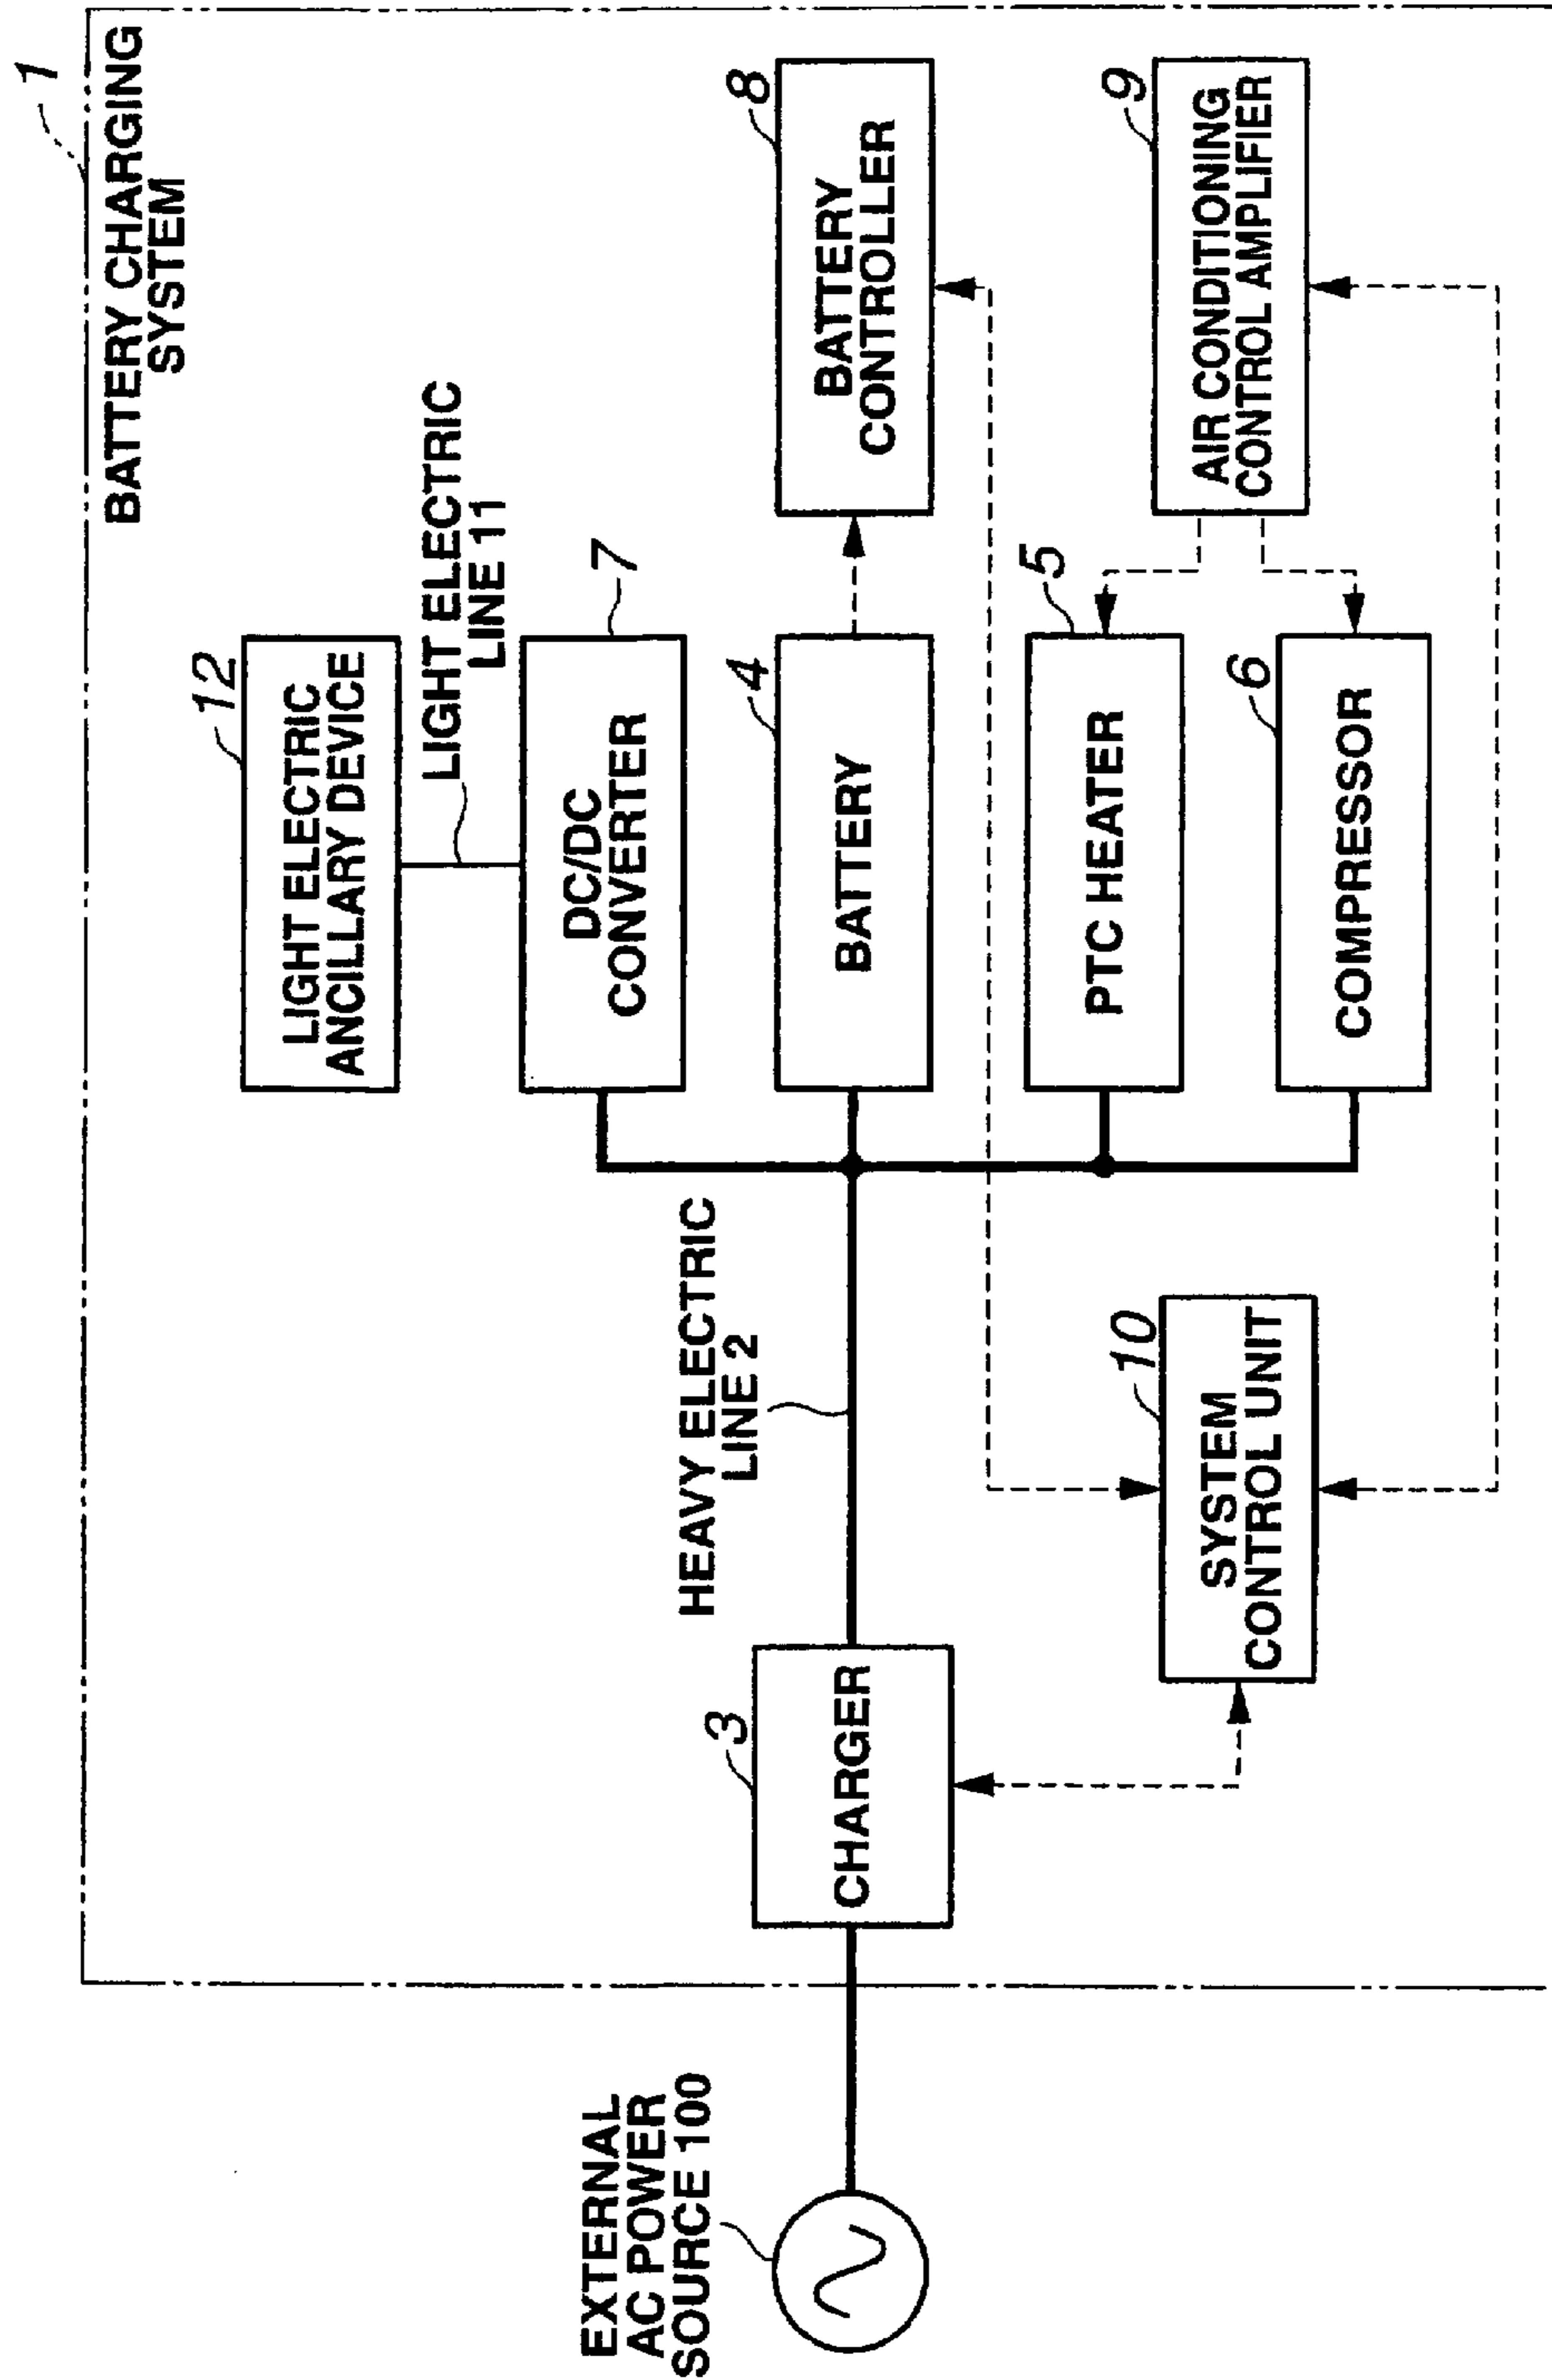 1
BATTERY CHARGING
SYSTEM
12
LIGHT ELECTRIC
ANCILLARY DEVICE
LIGHT ELECTRIC
LINE 11
7
DC/DC
CONVERTER
8
BATTERY
CONTROLLER
4
BATTERY
HEAVY ELECTRIC
LINE 2
3
CHARGER
EXTERNAL
AC POWER
SOURCE 100
5
PTC HEATER
9
AIR CONDITIONING
CONTROL AMPLIFIER
6
COMPRESSOR
10
SYSTEM
CONTROL UNIT